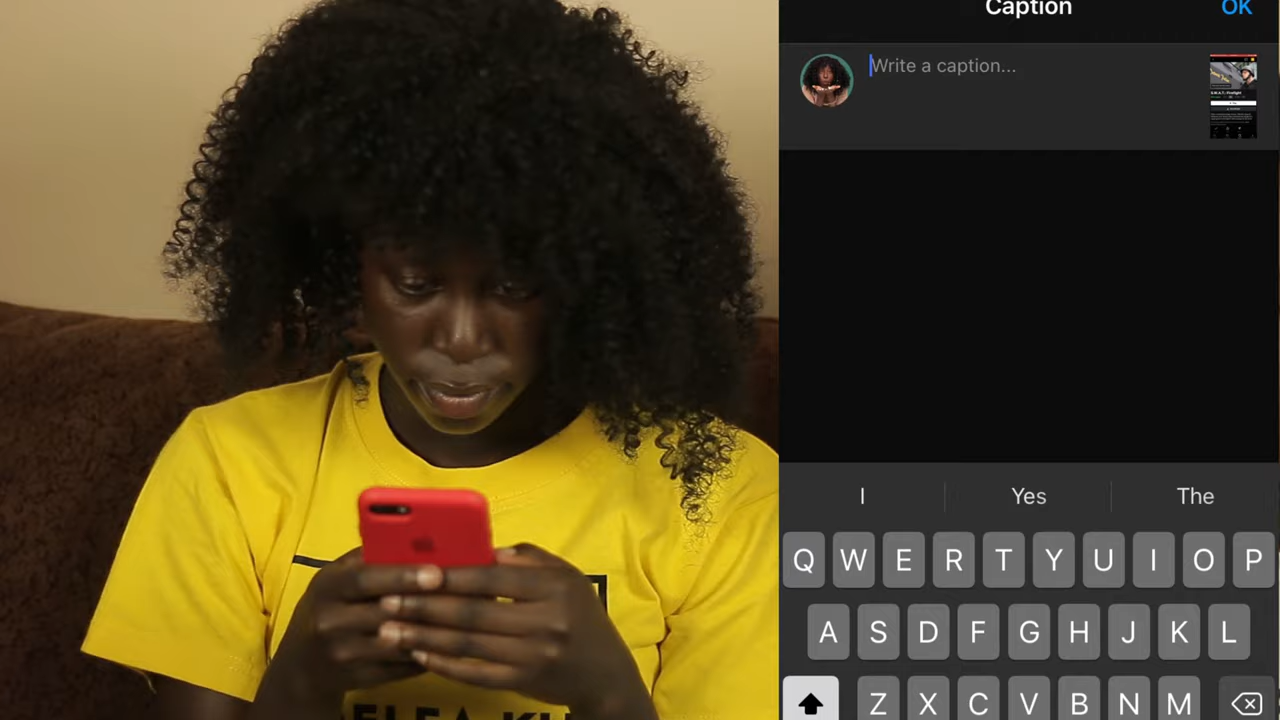 Caption
OK
Write a caption...
I
Yes
The
Q W E R T Y U I O P
A S D F G H J K L
Z X C V B N M